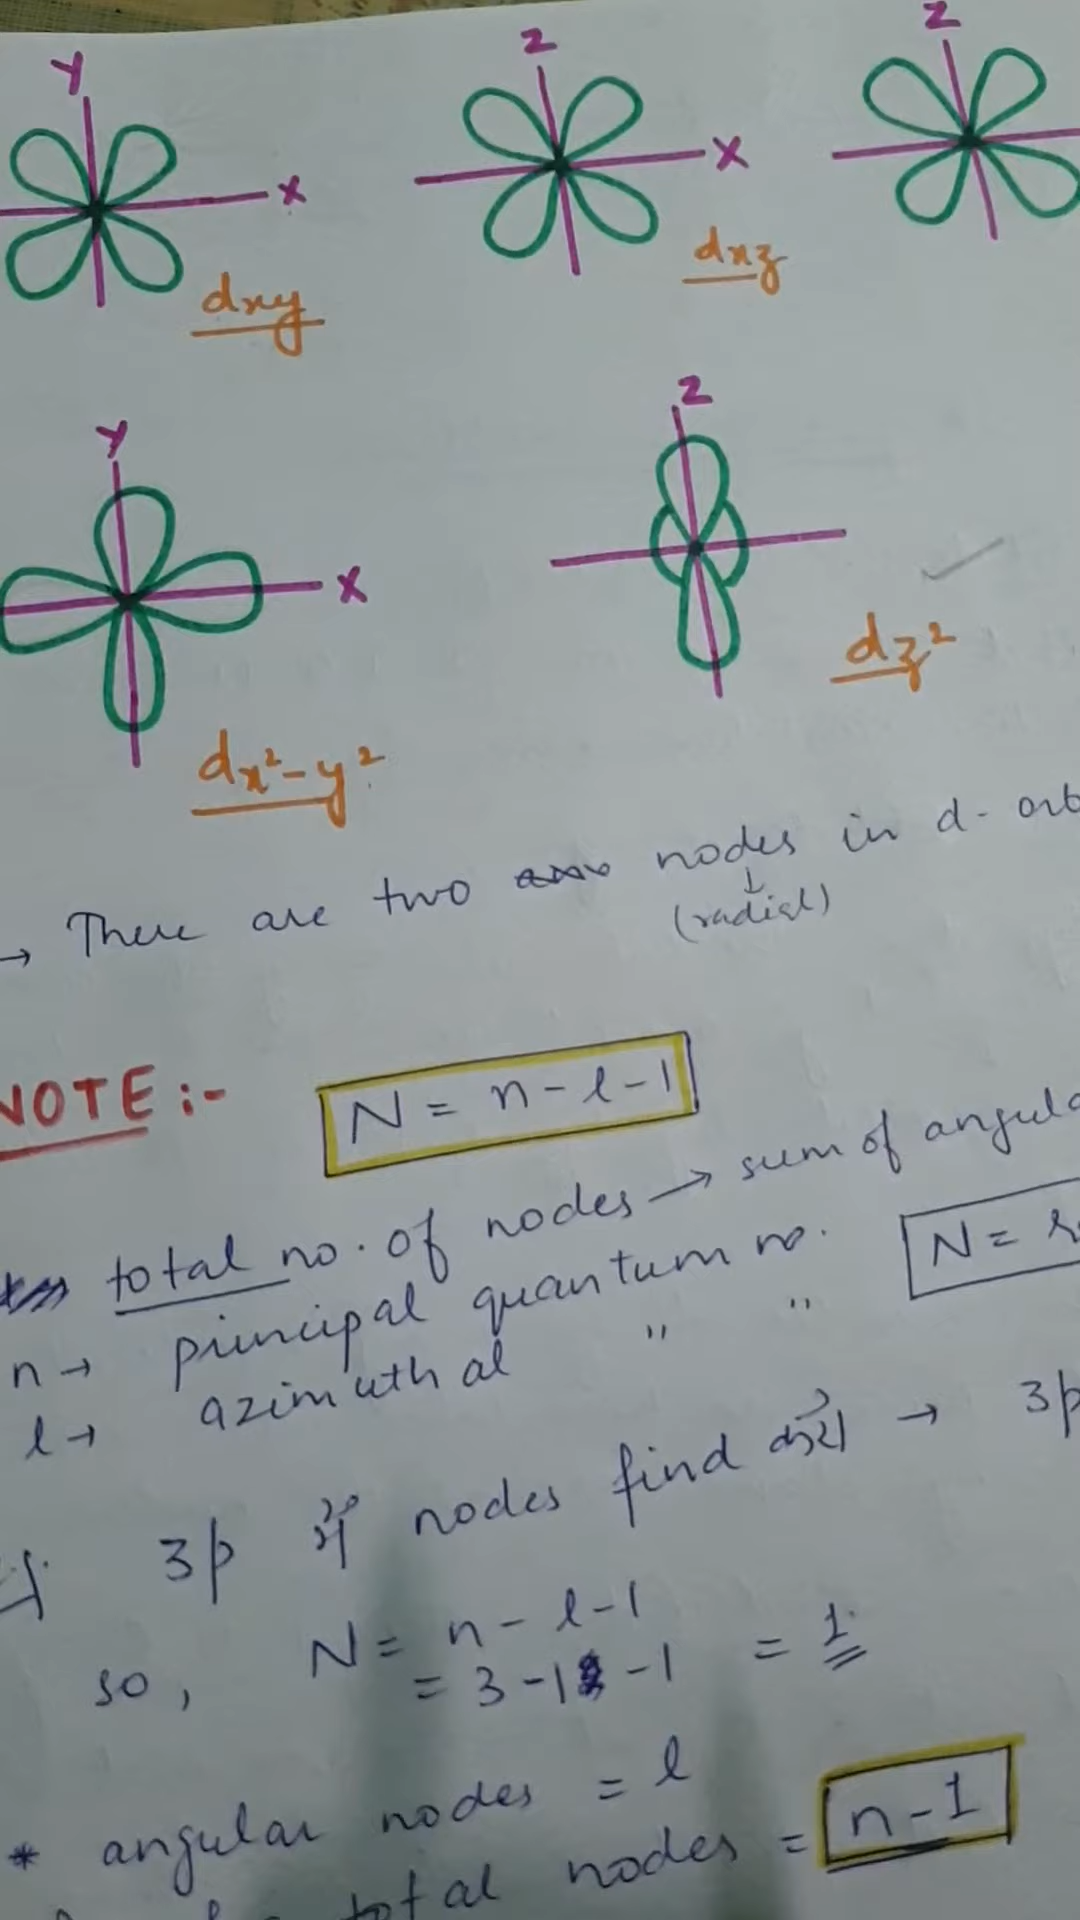 Y
Z
Z
X
X
dxy
dxz
Y
Z
X
dz²
dx²-y²
→ There are two nodes in d- orb
↓
(radial)
NOTE :-
N = n - l - 1
total no. of nodes → sum of angula
n → principal quantum no.
N =
l → azimuthal " "
3p में nodes find करो → 3p
so, N = n - l - 1
= 3 - 1 - 1 = 1
* angular nodes = l
total nodes = n - 1